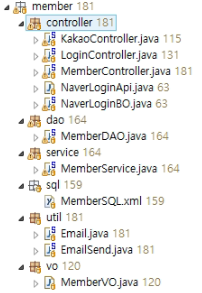 member 181
controller 181
KakaoController.java 115
LoginController.java 131
MemberController.java 181
NaverLoginApi.java 63
NaverLoginBO.java 63
dao 164
MemberDAO.java 164
service 164
MemberService.java 164
sql 159
MemberSQL.xml 159
util 181
Email.java 181
EmailSend.java 181
vo 120
MemberVO.java 120